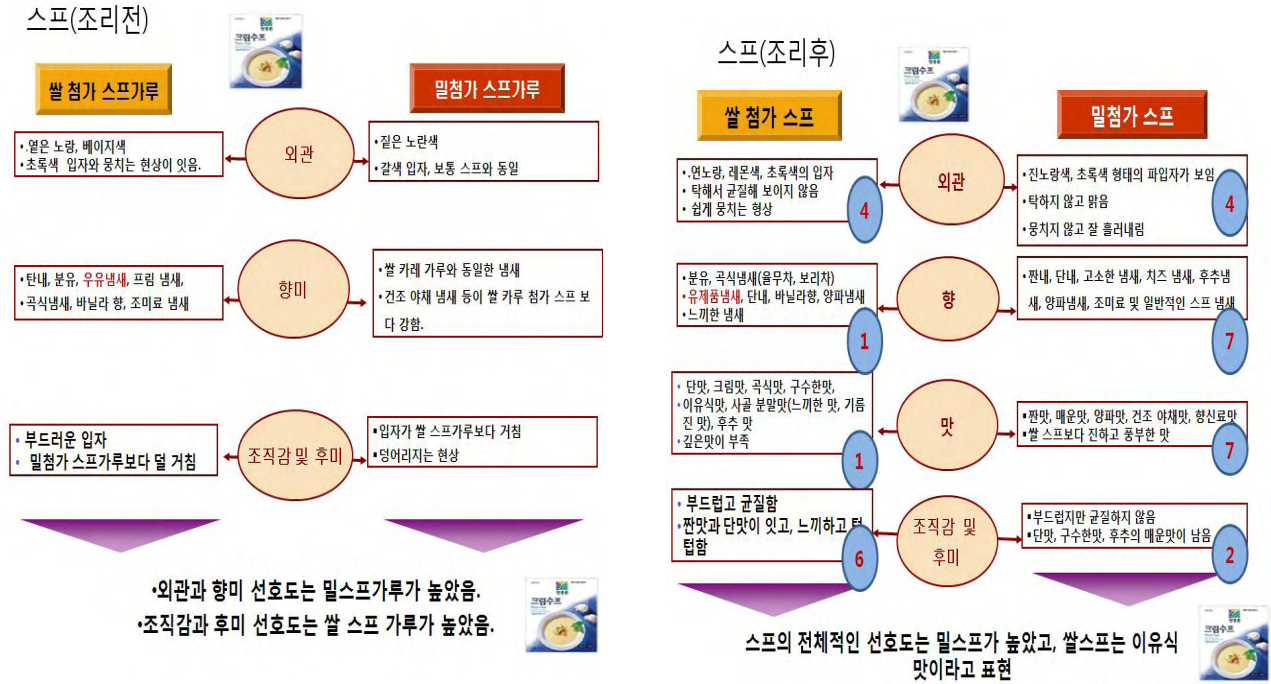 스프(조리전)
크림수프
쌀 첨가 스프가루
밀첨가 스프가루
외관
•.옅은 노랑, 베이지색
•초록색 입자와 뭉치는 현상이 잇음.
•짙은 노란색
•갈색 입자, 보통 스프와 동일
향미
•탄내, 분유, 우유냄새, 프림 냄새,
•곡식냄새, 바닐라 향, 조미료 냄새
•쌀 카레 가루와 동일한 냄새
•건조 야채 냄새 등이 쌀 카루 첨가 스프 보
다 강함.
조직감 및 후미
• 부드러운 입자
• 밀첨가 스프가루보다 덜 거침
▪입자가 쌀 스프가루보다 거침
▪덩어리지는 현상
•외관과 향미 선호도는 밀스프가루가 높았음.
•조직감과 후미 선호도는 쌀 스프 가루가 높았음.
크림수프
스프(조리후)
크림수프
쌀 첨가 스프
밀첨가 스프
외관
•.연노랑, 레몬색, 초록색의 입자
• 탁해서 균질해 보이지 않음
• 쉽게 뭉치는 형상
4
•진노랑색, 초록색 형태의 파입자가 보임
•탁하지 않고 맑음
•뭉치지 않고 잘 흘러내림
4
향
•분유, 곡식냄새(율무차, 보리차)
•유제품냄새, 단내, 바닐라향, 양파냄새
•느끼한 냄새
1
•짠내, 단내, 고소한 냄새, 치즈 냄새, 후추냄
새, 양파냄새, 조미료 및 일반적인 스프 냄새
7
맛
• 단맛, 크림맛, 곡식맛, 구수한맛,
•이유식맛, 사골 분말맛(느끼한 맛, 기름
진 맛), 후추 맛
•깊은맛이 부족
1
▪짠맛, 매운맛, 양파맛, 건조 야채맛, 향신료맛
▪쌀 스프보다 진하고 풍부한 맛
7
조직감 및
후미
• 부드럽고 균질함
•짠맛과 단맛이 잇고, 느끼하고 텁
텁함
6
▪부드럽지만 균질하지 않음
▪단맛, 구수한맛, 후추의 매운맛이 남음
2
스프의 전체적인 선호도는 밀스프가 높았고, 쌀스프는 이유식
맛이라고 표현
크림수프